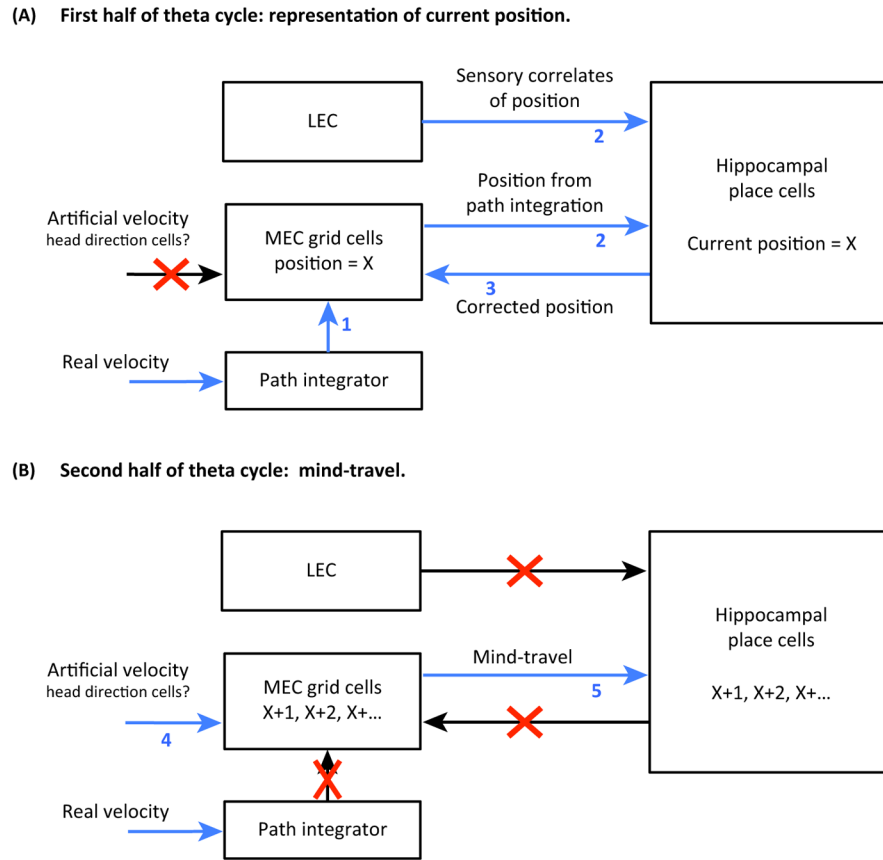 (A) First half of theta cycle: representation of current position.
Sensory correlates
of position
LEC
2
Hippocampal
place cells
Current position = X
Position from
path integration
2
Artificial velocity
head direction cells?
MEC grid cells
position = X
3
Corrected position
1
Real velocity
Path integrator
(B) Second half of theta cycle: mind-travel.
LEC
Hippocampal
place cells
X+1, X+2, X+...
Mind-travel
5
Artificial velocity
head direction cells?
MEC grid cells
X+1, X+2, X+...
4
Real velocity
Path integrator